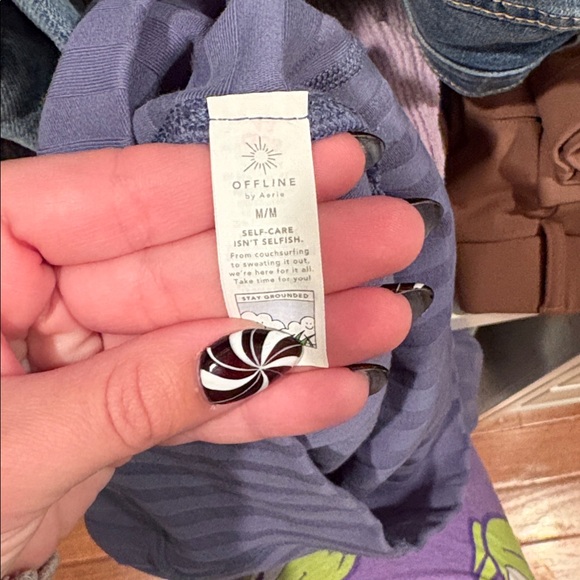 OFFLINE
by Aerie
M/M
SELF-CARE
ISN'T SELFISH.
From couchsurfing
to sweating it out,
we're here for it all.
Take time for you!
STAY GROUNDED